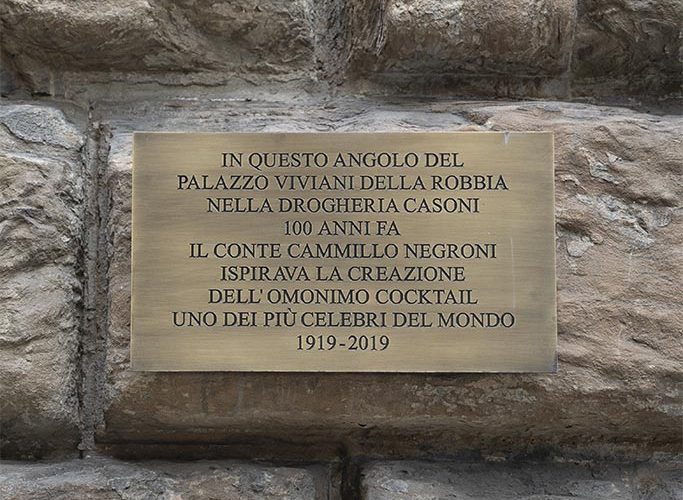 IN QUESTO ANGOLO DEL
PALAZZO VIVIANI DELLA ROBBIA
NELLA DROGHERIA CASONI
100 ANNI FA
IL CONTE CAMMILLO NEGRONI
ISPIRAVA LA CREAZIONE
DELL' OMONIMO COCKTAIL
UNO DEI PIÙ CELEBRI DEL MONDO
1919-2019